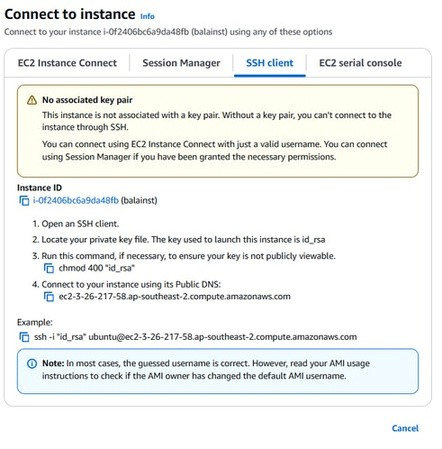 Connect to instance Info
Connect to your instance i-0f2406bc6a9da48fb (balainst) using any of these options
EC2 Instance Connect
Session Manager
SSH client
EC2 serial console
No associated key pair
This instance is not associated with a key pair. Without a key pair, you can't connect to the
instance through SSH.
You can connect using EC2 Instance Connect with just a valid username. You can connect
using Session Manager if you have been granted the necessary permissions.
Instance ID
i-0f2406bc6a9da48fb (balainst)
1. Open an SSH client.
2. Locate your private key file. The key used to launch this instance is id_rsa
3. Run this command, if necessary, to ensure your key is not publicly viewable.
chmod 400 "id_rsa"
4. Connect to your instance using its Public DNS:
ec2-3-26-217-58.ap-southeast-2.compute.amazonaws.com
Example:
ssh -i "id_rsa" ubuntu@ec2-3-26-217-58.ap-southeast-2.compute.amazonaws.com
Note: In most cases, the guessed username is correct. However, read your AMI usage
instructions to check if the AMI owner has changed the default AMI username.
Cancel